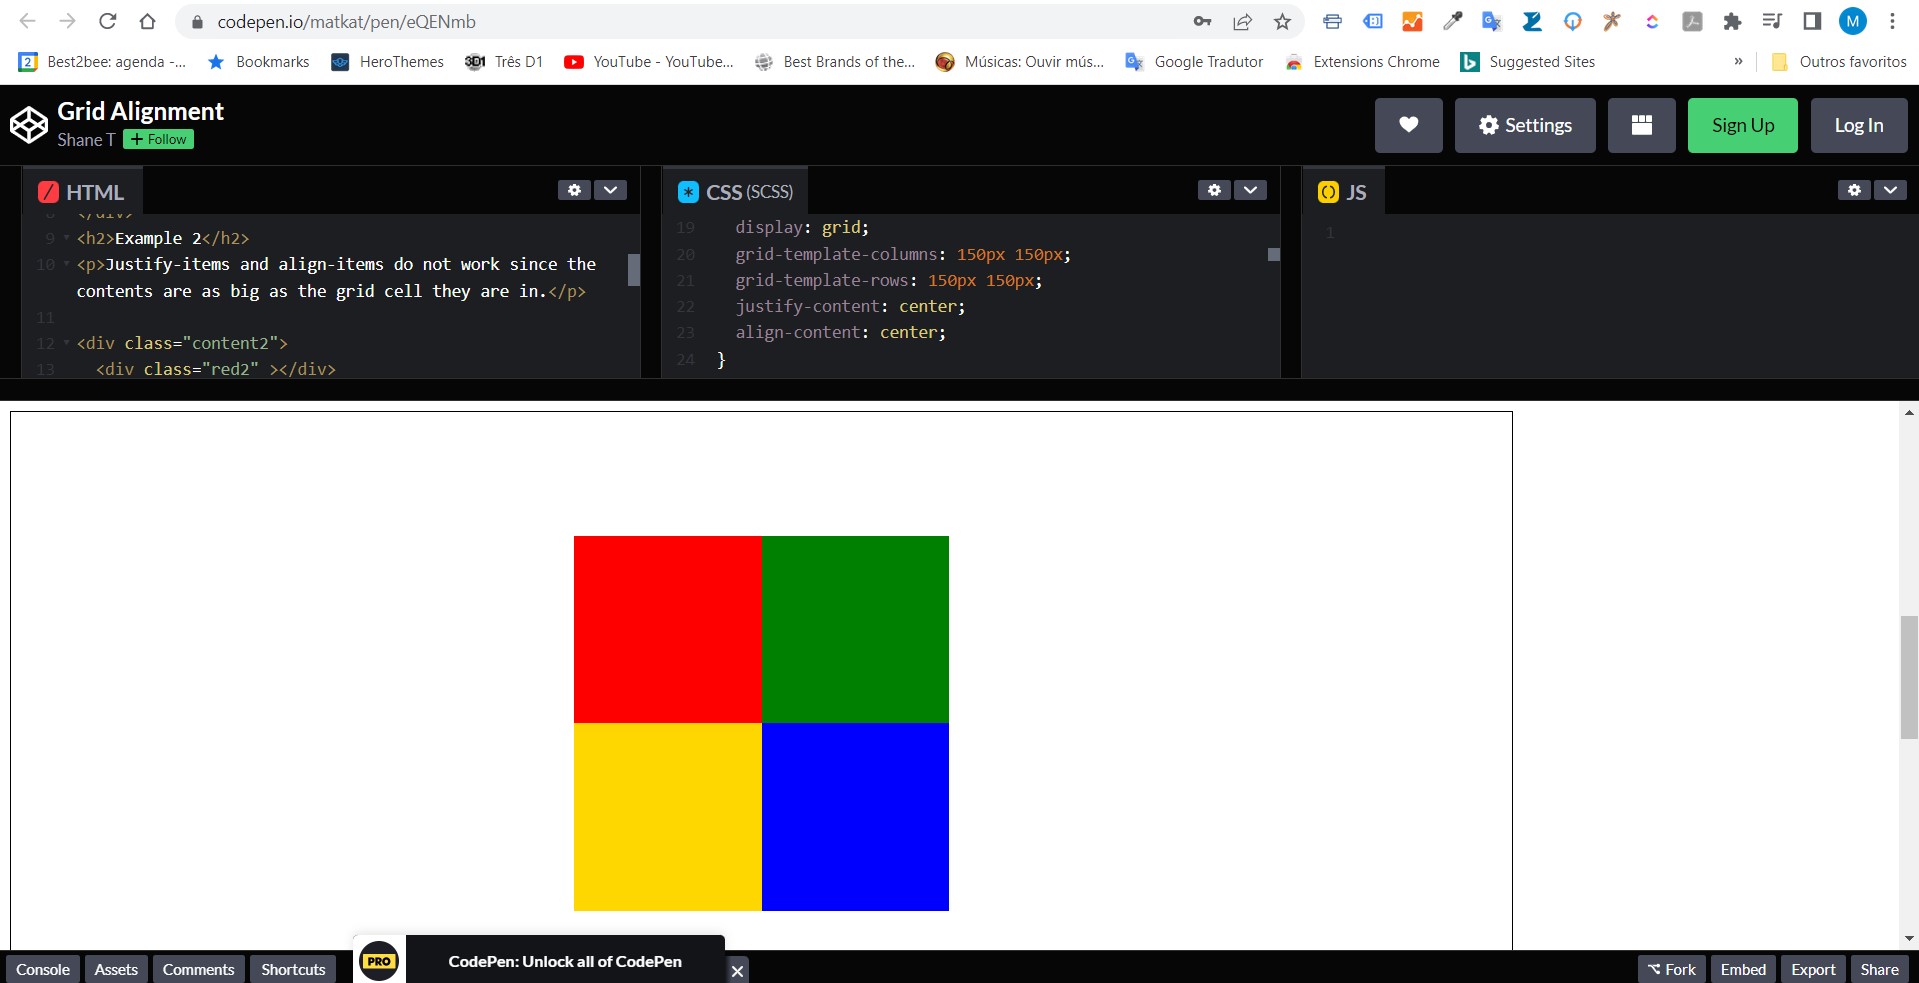 codepen.io/matkat/pen/eQENmb
M
2 Best2bee: agenda -... Bookmarks HeroThemes 3D1 Três D1 YouTube - YouTube... Best Brands of the... Músicas: Ouvir mús... Google Tradutor Extensions Chrome Suggested Sites » Outros favoritos
Grid Alignment
Shane T + Follow
Settings Sign Up Log In
HTML
8 </div>
9 <h2>Example 2</h2>
10 <p>Justify-items and align-items do not work since the
contents are as big as the grid cell they are in.</p>
11
12 <div class="content2">
13 <div class="red2" ></div>
CSS (SCSS)
19 display: grid;
20 grid-template-columns: 150px 150px;
21 grid-template-rows: 150px 150px;
22 justify-content: center;
23 align-content: center;
24 }
JS
1
Console Assets Comments Shortcuts PRO CodePen: Unlock all of CodePen Fork Embed Export Share